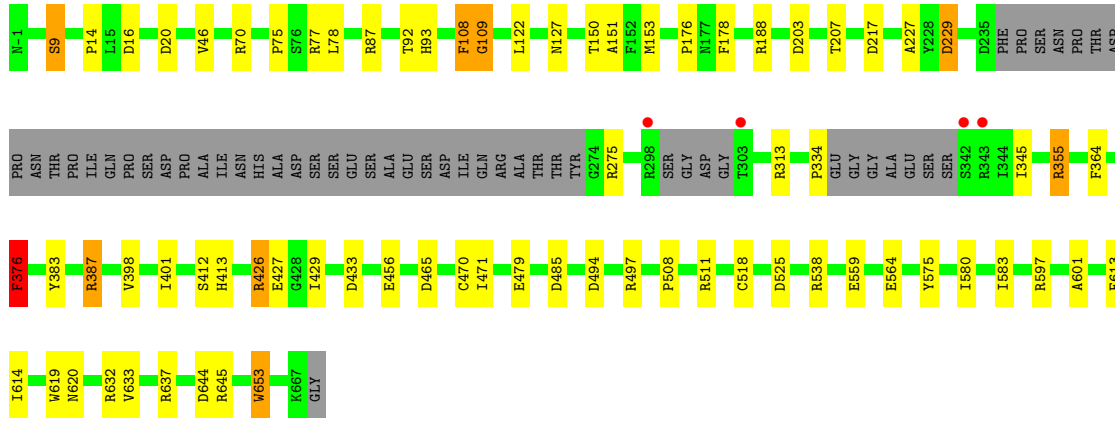 N-1 S9 P14 L15 D16 D20 V46 R70 P75 S76 R77 L78 R87 T92 H93 F108 G109 L122 N127 T150 A151 F152 M153 P176 N177 F178 R188 D203 T207 D217 A227 Y228 D229 D235 PHE PRO SER ASN PRO THR ASP
PRO ASN THR PRO ILE GLN PRO SER ASP PRO ALA ILE ASN HIS ALA ASP SER SER GLU SER ALA GLU SER ASP ILE GLN ARG ALA THR THR TYR G274 R275 R298 SER GLY ASP GLY T303 R313 P334 GLU GLY GLY ALA GLU SER SER S342 R343 I344 I345 R355 F364
F376 Y383 R387 V398 I401 S412 H413 R426 E427 G428 I429 D433 E456 D465 C470 I471 E479 D485 D494 R497 P508 R511 C518 D525 R538 E559 E564 Y575 I580 I583 R597 A601 E613
I614 W619 N620 R632 V633 R637 D644 R645 W653 K667 GLY